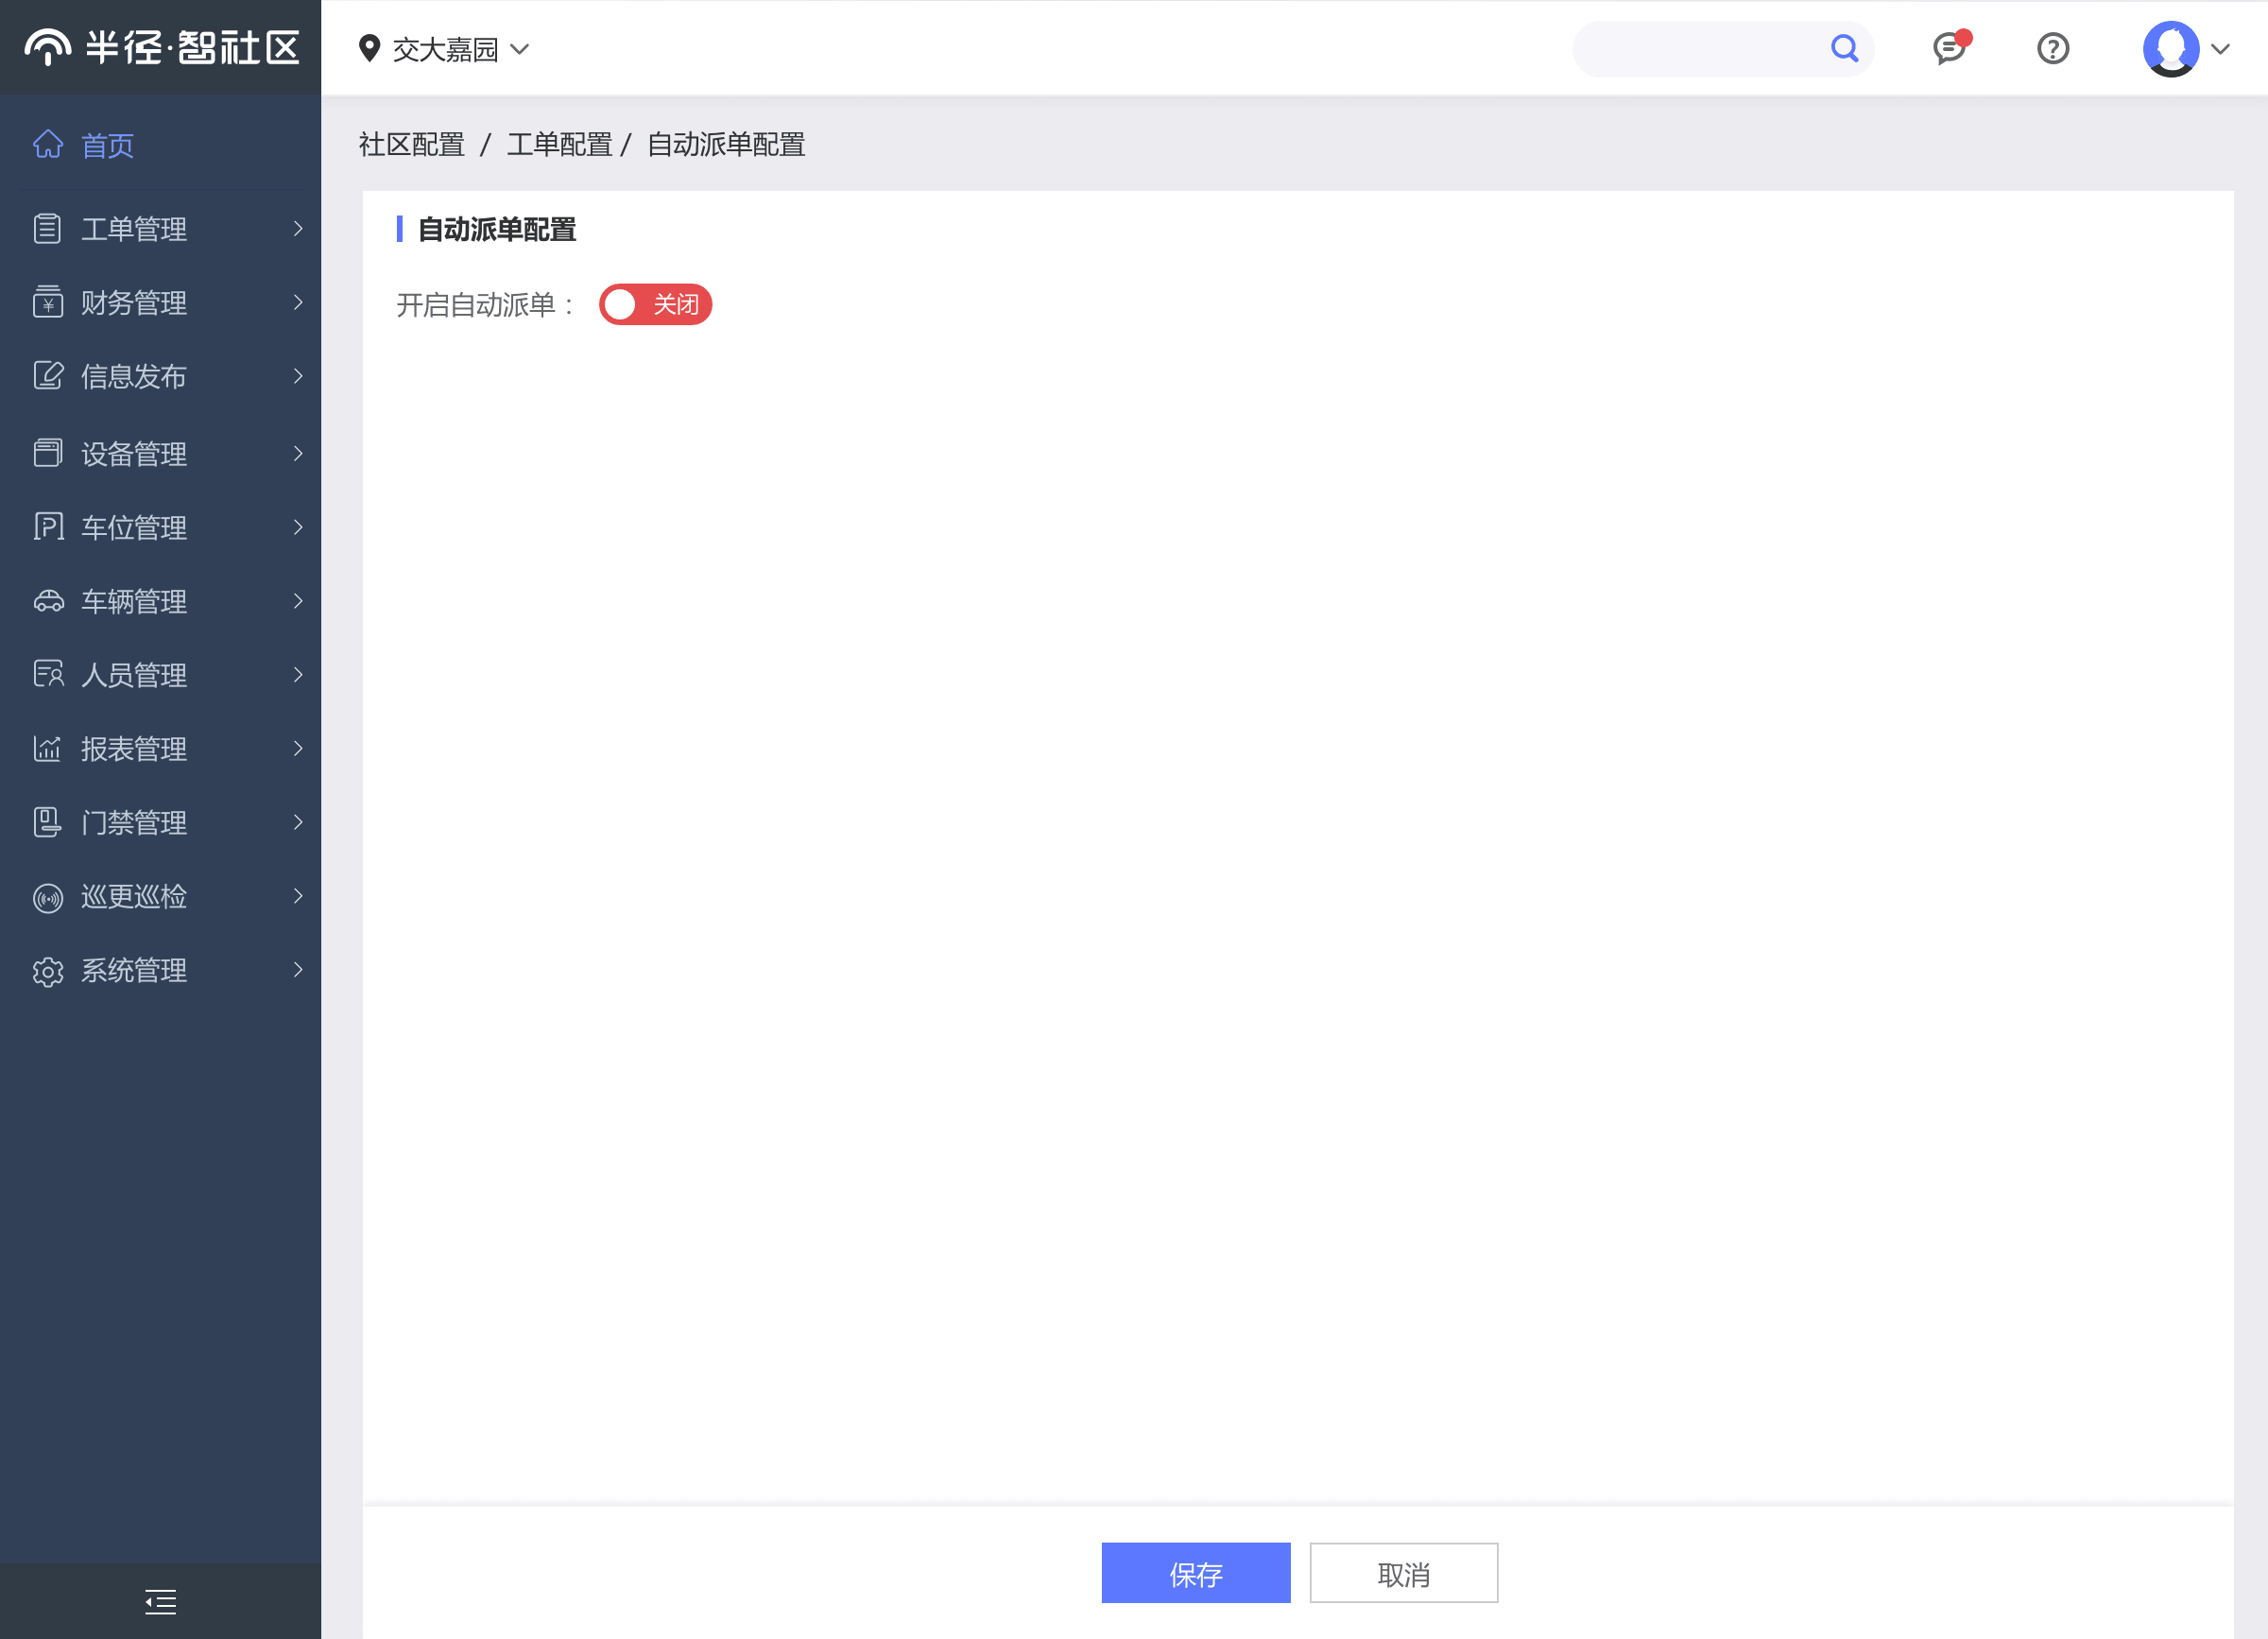 半径·智社区
交大嘉园
首页
工单管理
财务管理
信息发布
设备管理
车位管理
车辆管理
人员管理
报表管理
门禁管理
巡更巡检
系统管理
社区配置 / 工单配置 / 自动派单配置
自动派单配置
开启自动派单： 关闭
保存 取消